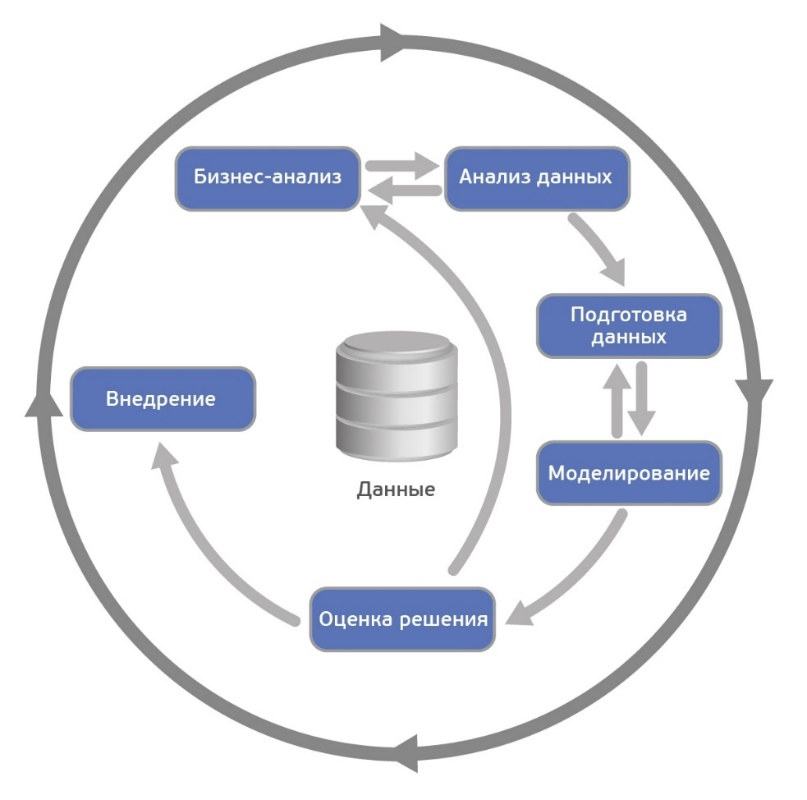 Бизнес-анализ
Анализ данных
Подготовка
данных
Внедрение
Моделирование
Данные
Оценка решения